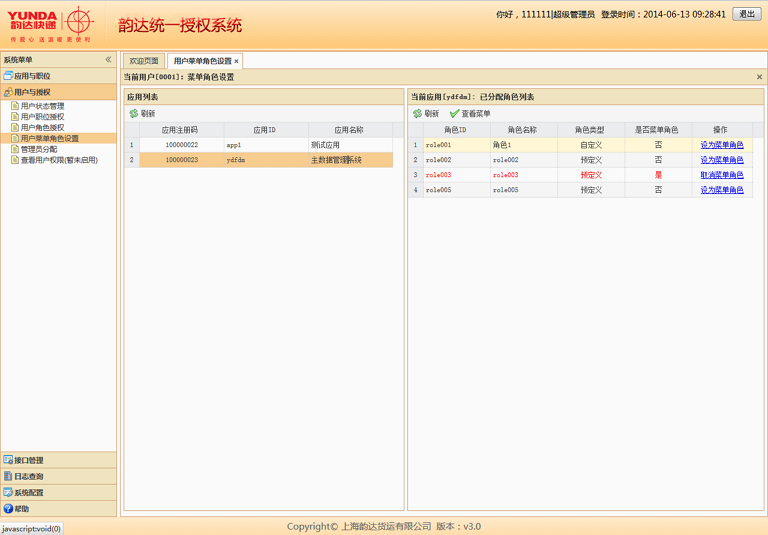 YUNDA
韵达快递
传载心 送温暖更便利
韵达统一授权系统
你好，111111|超级管理员 登录时间：2014-06-13 09:28:41 退出
系统菜单
应用与职位
用户与授权
用户状态管理
用户职位授权
用户角色授权
用户菜单角色设置
管理员分配
查看用户权限(暂未启用)
接口管理
日志查询
系统配置
帮助
欢迎页面 用户菜单角色设置 ×
当前用户[0001]: 菜单角色设置
应用列表
刷新
应用注册码 应用ID 应用名称
1 100000022 app1 测试应用
2 100000023 ydfdm 主数据管理系统
当前应用[ydfdm]: 已分配角色列表
刷新 查看菜单
角色ID 角色名称 角色类型 是否菜单角色 操作
1 role001 角色1 自定义 否 设为菜单角色
2 role002 role002 预定义 否 设为菜单角色
3 role003 role003 预定义 是 取消菜单角色
4 role005 role005 预定义 否 设为菜单角色
javascript:void(0)
Copyright© 上海韵达货运有限公司 版本：v3.0